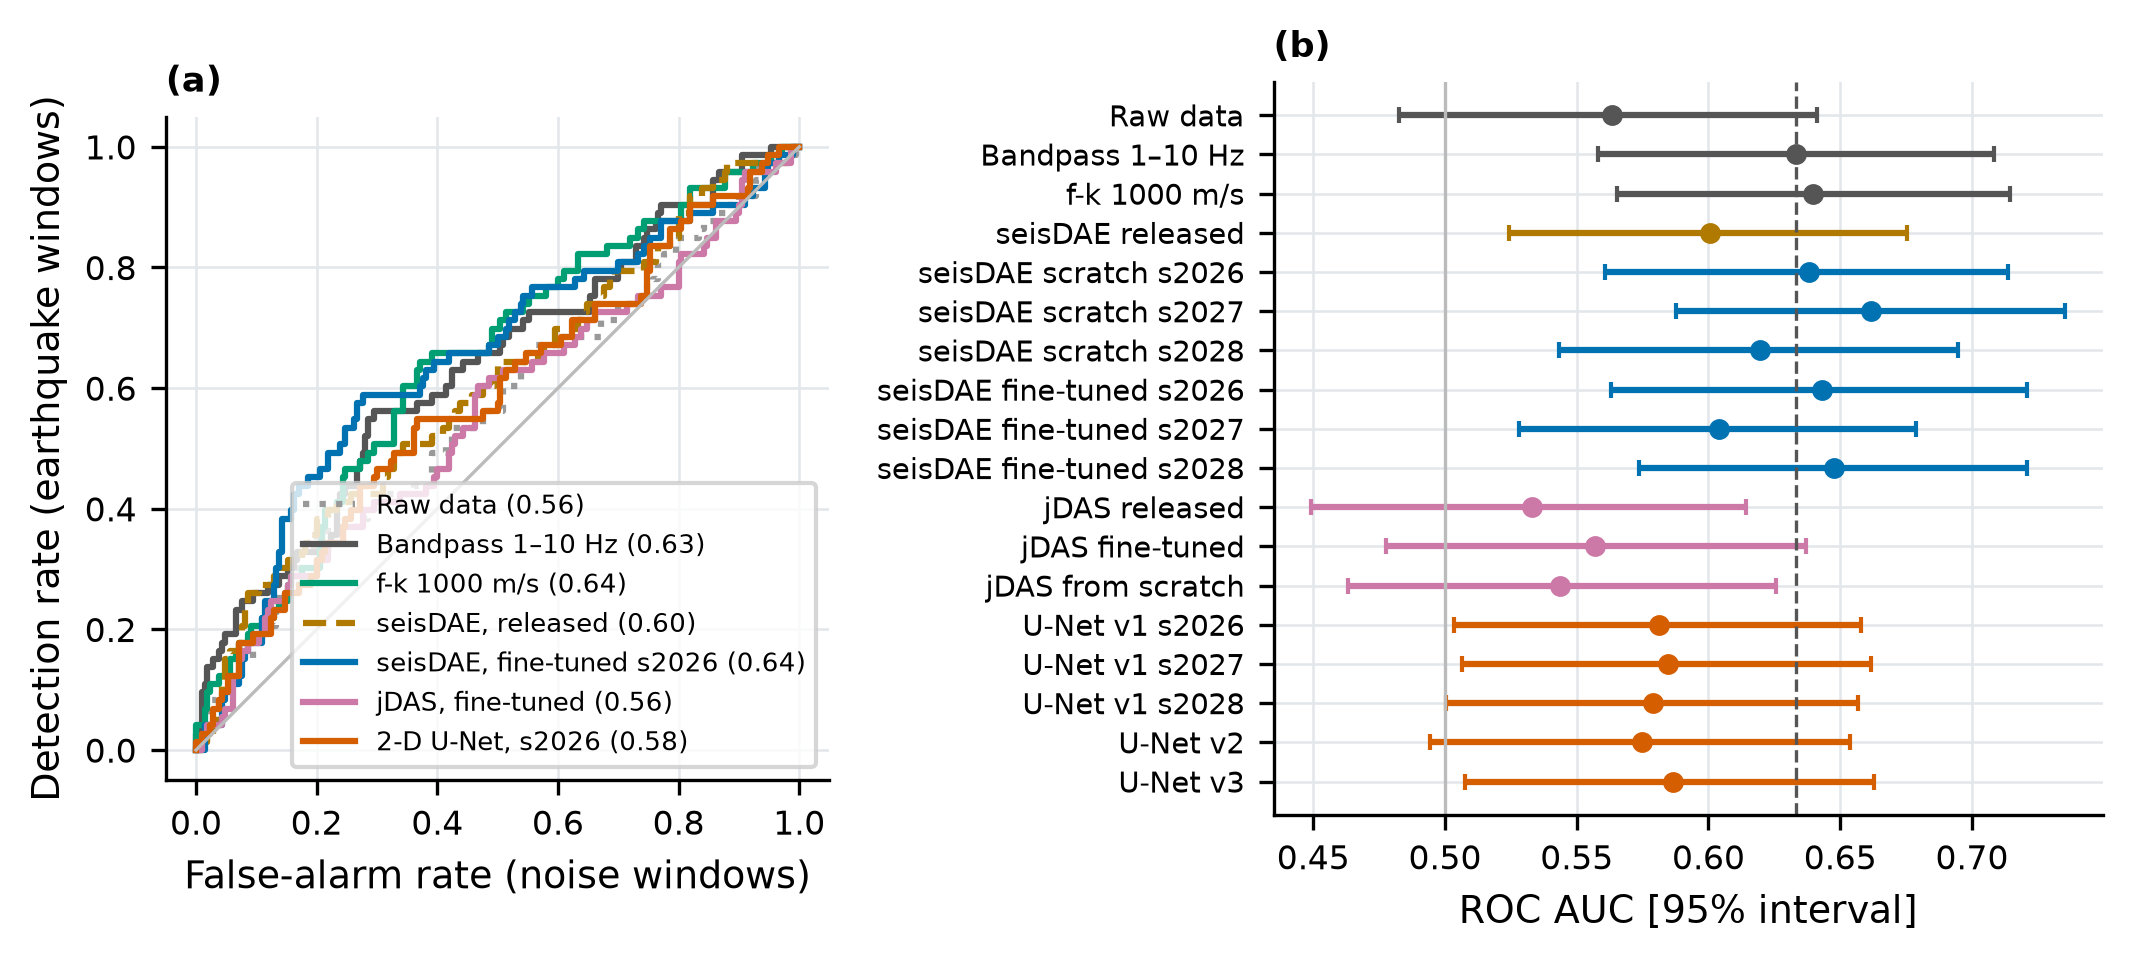 (a)
Detection rate (earthquake windows)
1.0
0.8
0.6
0.4
0.2
0.0
Raw data (0.56)
Bandpass 1–10 Hz (0.63)
f-k 1000 m/s (0.64)
seisDAE, released (0.60)
seisDAE, fine-tuned s2026 (0.64)
jDAS, fine-tuned (0.56)
2-D U-Net, s2026 (0.58)
0.0 0.2 0.4 0.6 0.8 1.0
False-alarm rate (noise windows)
(b)
Raw data
Bandpass 1–10 Hz
f-k 1000 m/s
seisDAE released
seisDAE scratch s2026
seisDAE scratch s2027
seisDAE scratch s2028
seisDAE fine-tuned s2026
seisDAE fine-tuned s2027
seisDAE fine-tuned s2028
jDAS released
jDAS fine-tuned
jDAS from scratch
U-Net v1 s2026
U-Net v1 s2027
U-Net v1 s2028
U-Net v2
U-Net v3
0.45 0.50 0.55 0.60 0.65 0.70
ROC AUC [95% interval]